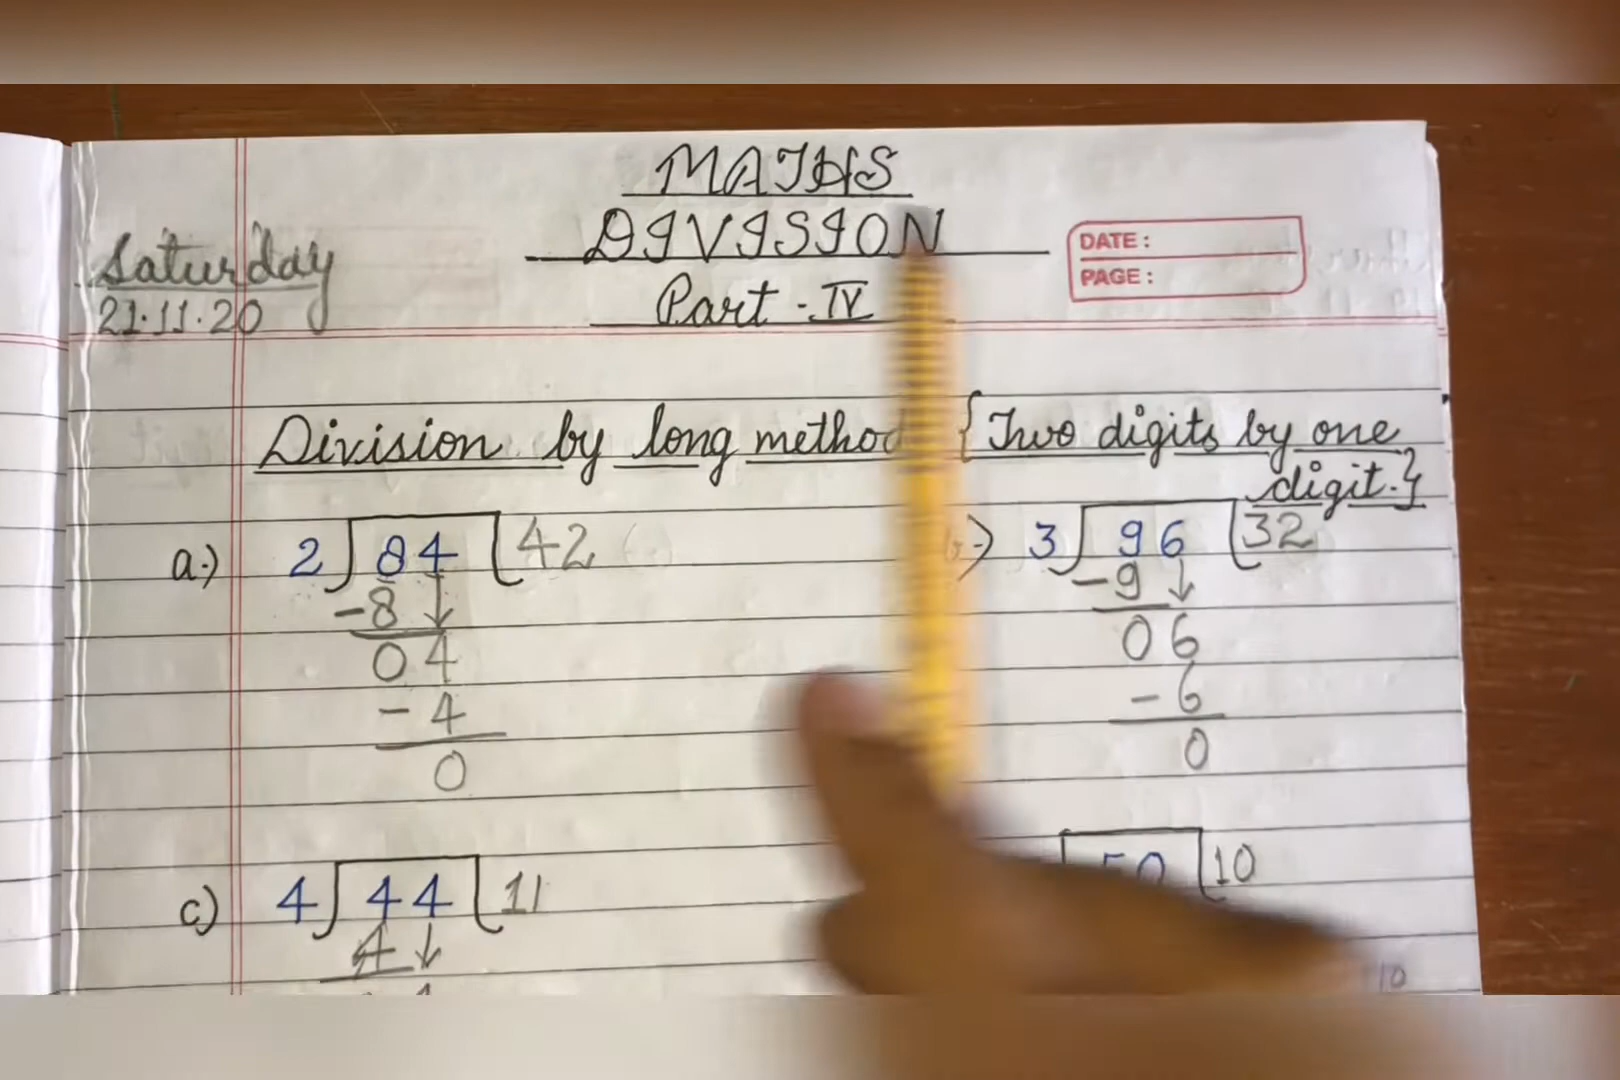 MATHS
DIVISION
Part - IV
Saturday
21.11.20
DATE :
PAGE :
Division by long method {Two digits by one
digit.}
a.) 2 84 42
-8 ↓
04
- 4
0
3 96 32
-9 ↓
06
- 6
0
c) 4 44 11
4 ↓
50 10
10